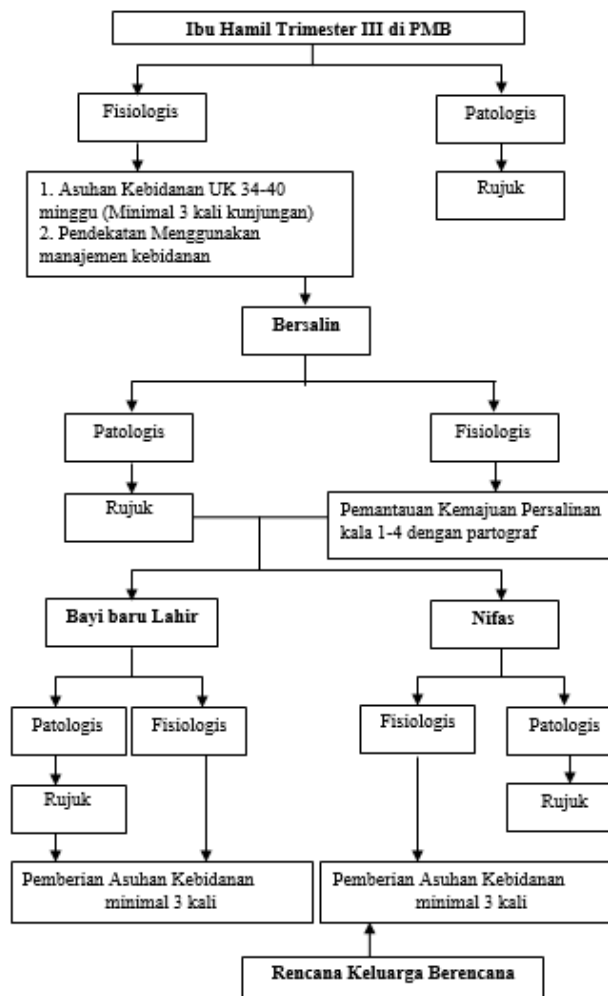 Ibu Hamil Trimester III di PMB
Fisiologis
Patologis
1. Asuhan Kebidanan UK 34-40
minggu (Minimal 3 kali kunjungan)
2. Pendekatan Menggunakan
manajemen kebidanan
Rujuk
Bersalin
Patologis
Fisiologis
Rujuk
Pemantauan Kemajuan Persalinan
kala 1-4 dengan partograf
Bayi baru Lahir
Nifas
Patologis
Fisiologis
Fisiologis
Patologis
Rujuk
Rujuk
Pemberian Asuhan Kebidanan
minimal 3 kali
Pemberian Asuhan Kebidanan
minimal 3 kali
Rencana Keluarga Berencana